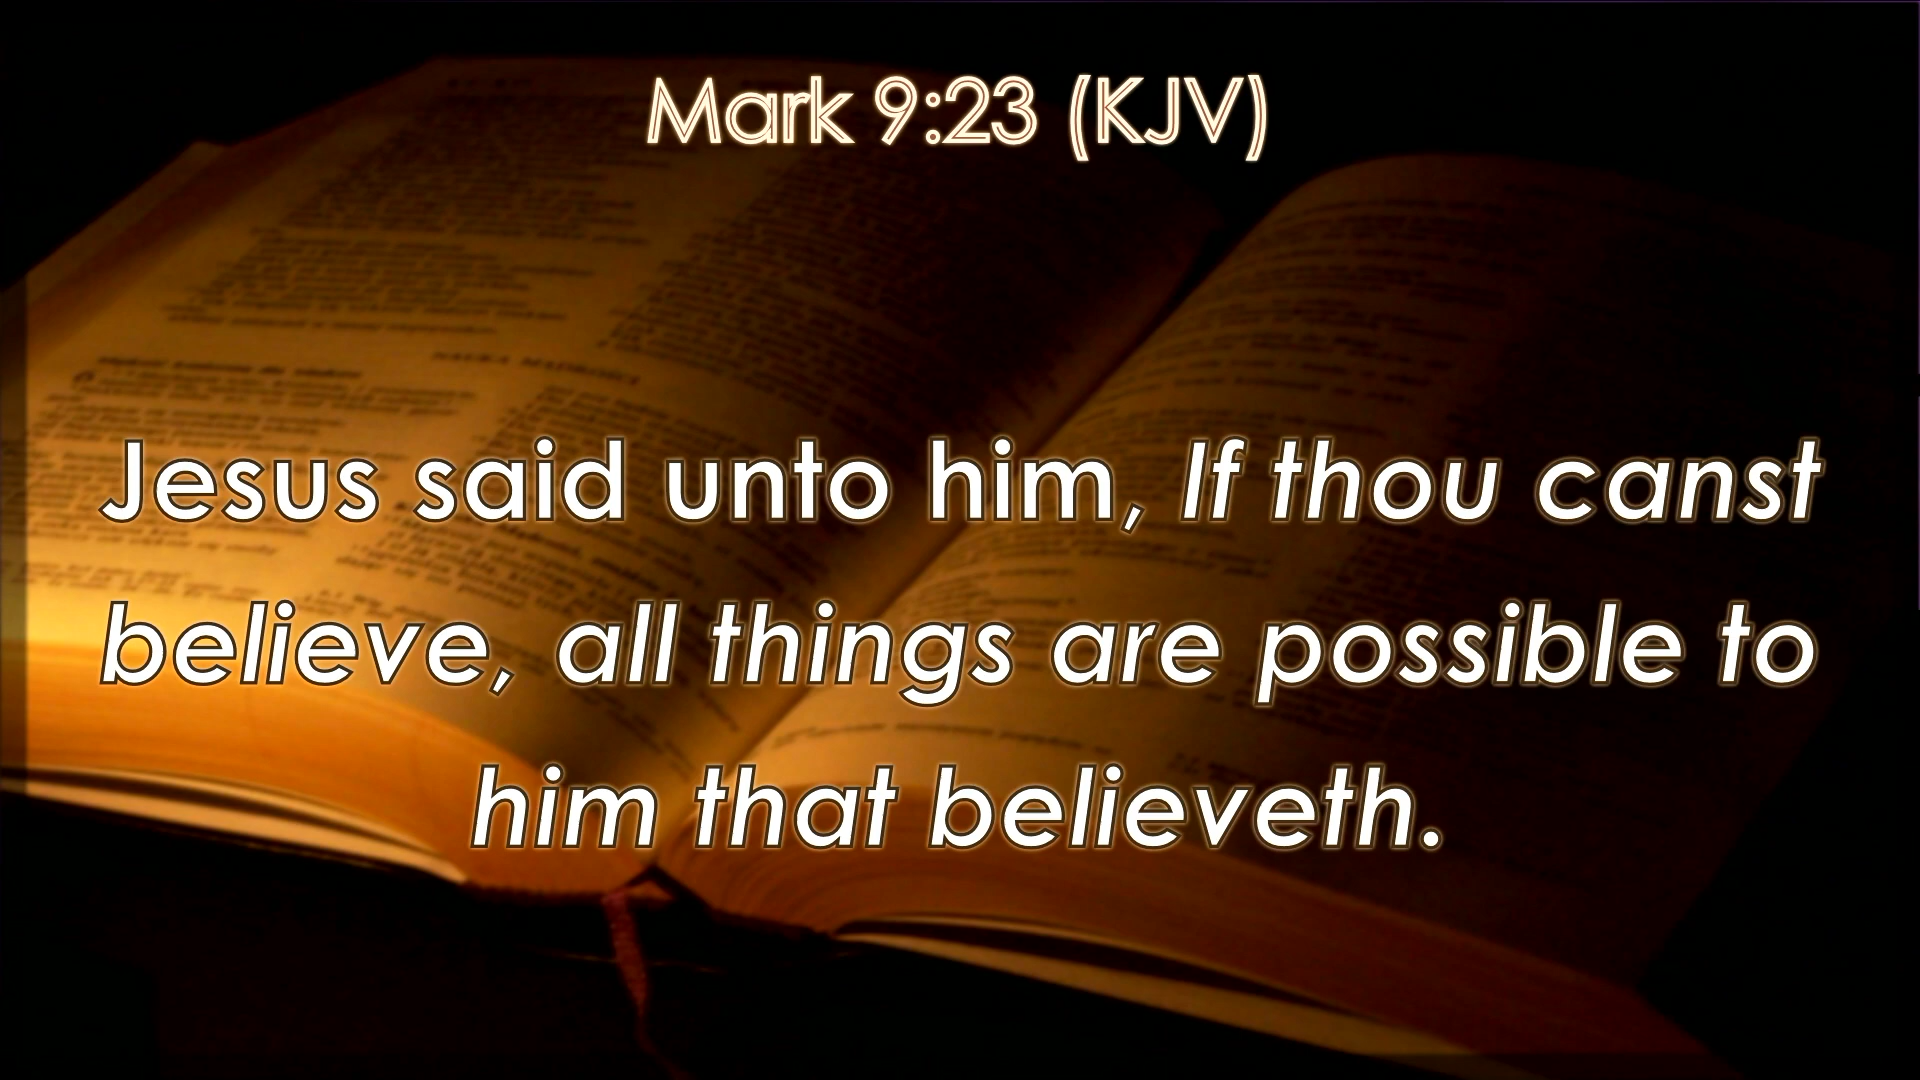 Mark 9:23 (KJV)
Jesus said unto him, If thou canst
believe, all things are possible to
him that believeth.